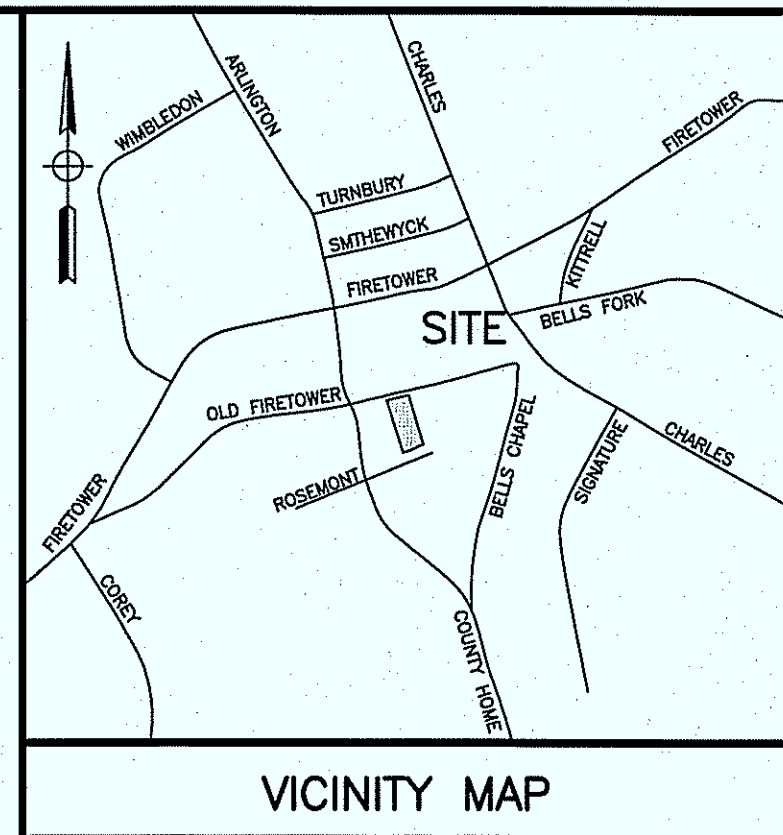 ARLINGTON
CHARLES
WIMBLEDON
FIRETOWER
TURNBURY
SMTHEWYCK
KITTRELL
FIRETOWER
SITE
BELLS FORK
OLD FIRETOWER
BELLS CHAPEL
CHARLES
SIGNATURE
ROSEMONT
FIRETOWER
COREY
COUNTY HOME
VICINITY MAP